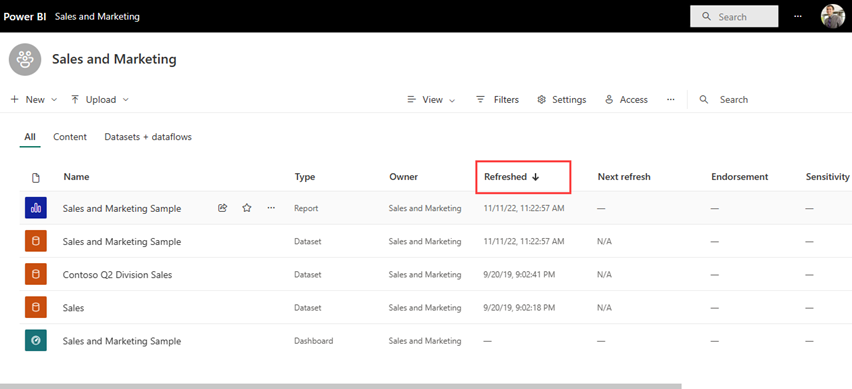 Power BI Sales and Marketing Search ...
Sales and Marketing
New Upload View Filters Settings Access ... Search
All Content Datasets + dataflows
Name Type Owner Refreshed ↓ Next refresh Endorsement Sensitivity
Sales and Marketing Sample ... Report Sales and Marketing 11/11/22, 11:22:57 AM — — —
Sales and Marketing Sample Dataset Sales and Marketing 11/11/22, 11:22:57 AM N/A — —
Contoso Q2 Division Sales Dataset Sales and Marketing 9/20/19, 9:02:41 PM N/A — —
Sales Dataset Sales and Marketing 9/20/19, 9:02:18 PM N/A — —
Sales and Marketing Sample Dashboard Sales and Marketing — — — —